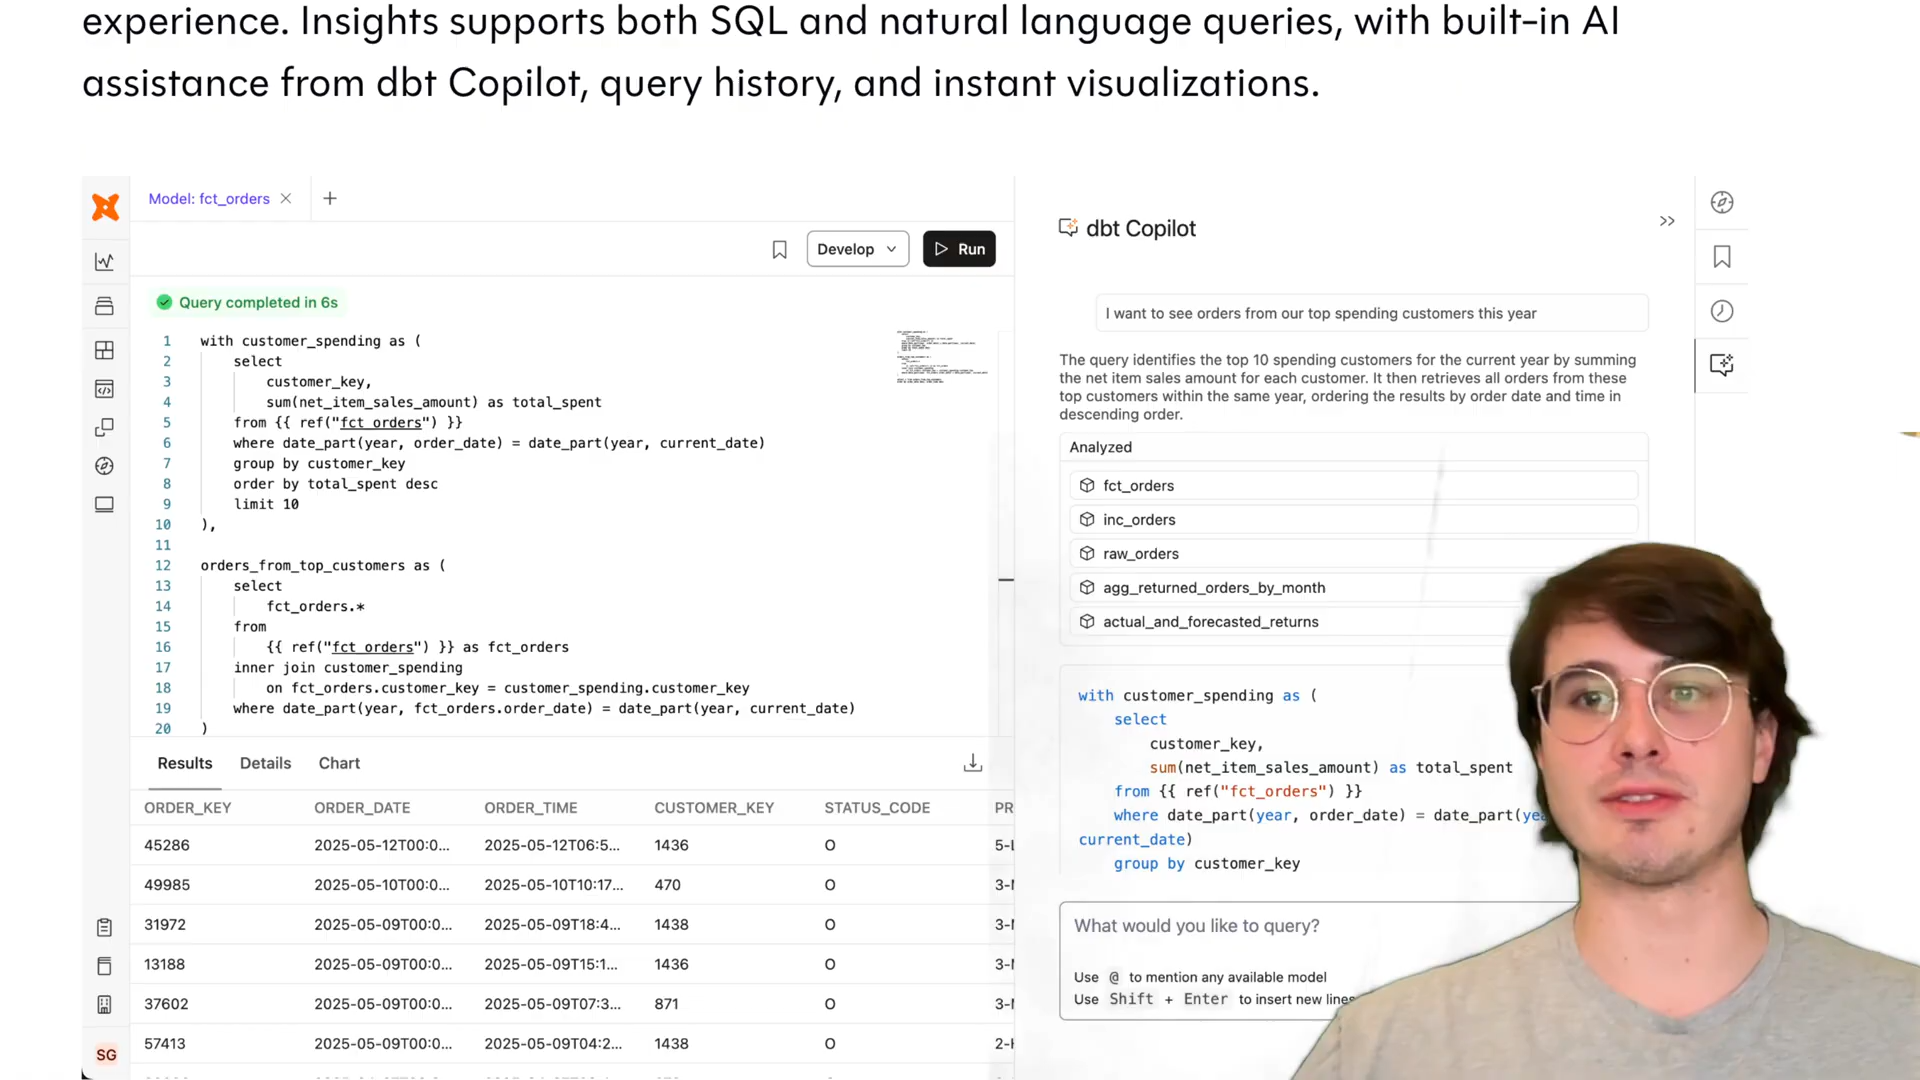 experience. Insights supports both SQL and natural language queries, with built-in AI
assistance from dbt Copilot, query history, and instant visualizations.
Model: fct_orders
Develop
Run
Query completed in 6s
1 with customer_spending as (
2 select
3 customer_key,
4 sum(net_item_sales_amount) as total_spent
5 from {{ ref("fct_orders") }}
6 where date_part(year, order_date) = date_part(year, current_date)
7 group by customer_key
8 order by total_spent desc
9 limit 10
10 ),
11
12 orders_from_top_customers as (
13 select
14 fct_orders.*
15 from
16 {{ ref("fct_orders") }} as fct_orders
17 inner join customer_spending
18 on fct_orders.customer_key = customer_spending.customer_key
19 where date_part(year, fct_orders.order_date) = date_part(year, current_date)
20 )
Results Details Chart
ORDER_KEY ORDER_DATE ORDER_TIME CUSTOMER_KEY STATUS_CODE PR
45286 2025-05-12T00:0... 2025-05-12T06:5... 1436 O 5-L
49985 2025-05-10T00:0... 2025-05-10T10:17... 470 O 3-M
31972 2025-05-09T00:0... 2025-05-09T18:4... 1438 O 3-M
13188 2025-05-09T00:0... 2025-05-09T15:1... 1436 O 3-M
37602 2025-05-09T00:0... 2025-05-09T07:3... 871 O 3-M
57413 2025-05-09T00:0... 2025-05-09T04:2... 1438 O 2-H
SG
dbt Copilot
I want to see orders from our top spending customers this year
The query identifies the top 10 spending customers for the current year by summing
the net item sales amount for each customer. It then retrieves all orders from these
top customers within the same year, ordering the results by order date and time in
descending order.
Analyzed
fct_orders
inc_orders
raw_orders
agg_returned_orders_by_month
actual_and_forecasted_returns
with customer_spending as (
select
customer_key,
sum(net_item_sales_amount) as total_spent
from {{ ref("fct_orders") }}
where date_part(year, order_date) = date_part(yea
current_date)
group by customer_key
What would you like to query?
Use @ to mention any available model
Use Shift + Enter to insert new lines